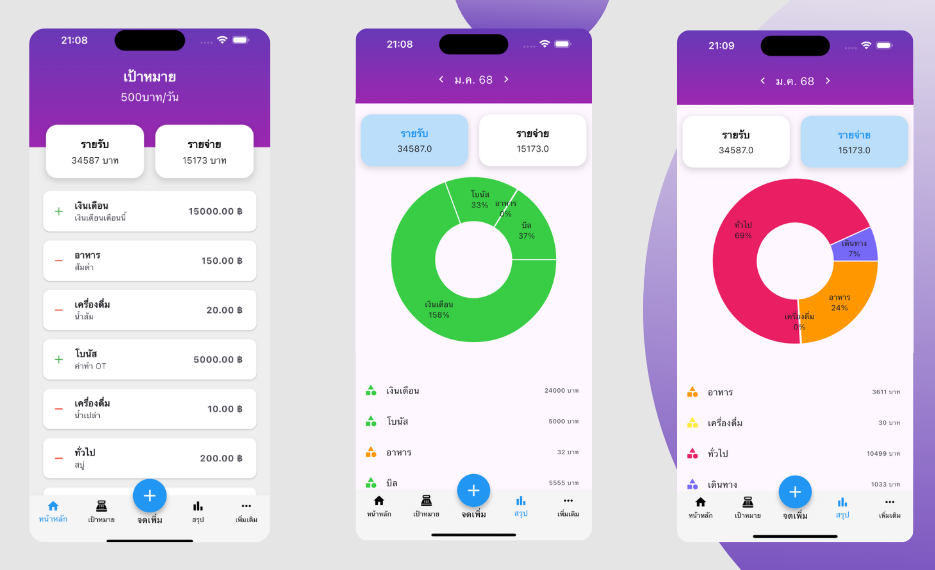 21:08
เป้าหมาย
500บาท/วัน
รายรับ
34587 บาท
รายจ่าย
15173 บาท
+ เงินเดือน
เงินเดือนเดือนนี้
15000.00 ฿
− อาหาร
ส้มตำ
150.00 ฿
− เครื่องดื่ม
น้ำส้ม
20.00 ฿
+ โบนัส
ค่าทำ OT
5000.00 ฿
− เครื่องดื่ม
น้ำเปล่า
10.00 ฿
− ทั่วไป
สบู่
200.00 ฿
+
หน้าหลัก เป้าหมาย จดเพิ่ม สรุป เพิ่มเติม
21:08
< ม.ค. 68 >
รายรับ
34587.0
รายจ่าย
15173.0
โบนัส
33%
อาหาร
0%
บิล
37%
เงินเดือน
158%
เงินเดือน 24000 บาท
โบนัส 5000 บาท
อาหาร 32 บาท
บิล 5555 บาท
+
หน้าหลัก เป้าหมาย จดเพิ่ม สรุป เพิ่มเติม
21:09
< ม.ค. 68 >
รายรับ
34587.0
รายจ่าย
15173.0
ทั่วไป
69%
เดินทาง
7%
อาหาร
24%
เครื่องดื่ม
0%
อาหาร 3611 บาท
เครื่องดื่ม 30 บาท
ทั่วไป 10499 บาท
เดินทาง 1033 บาท
+
หน้าหลัก เป้าหมาย จดเพิ่ม สรุป เพิ่มเติม